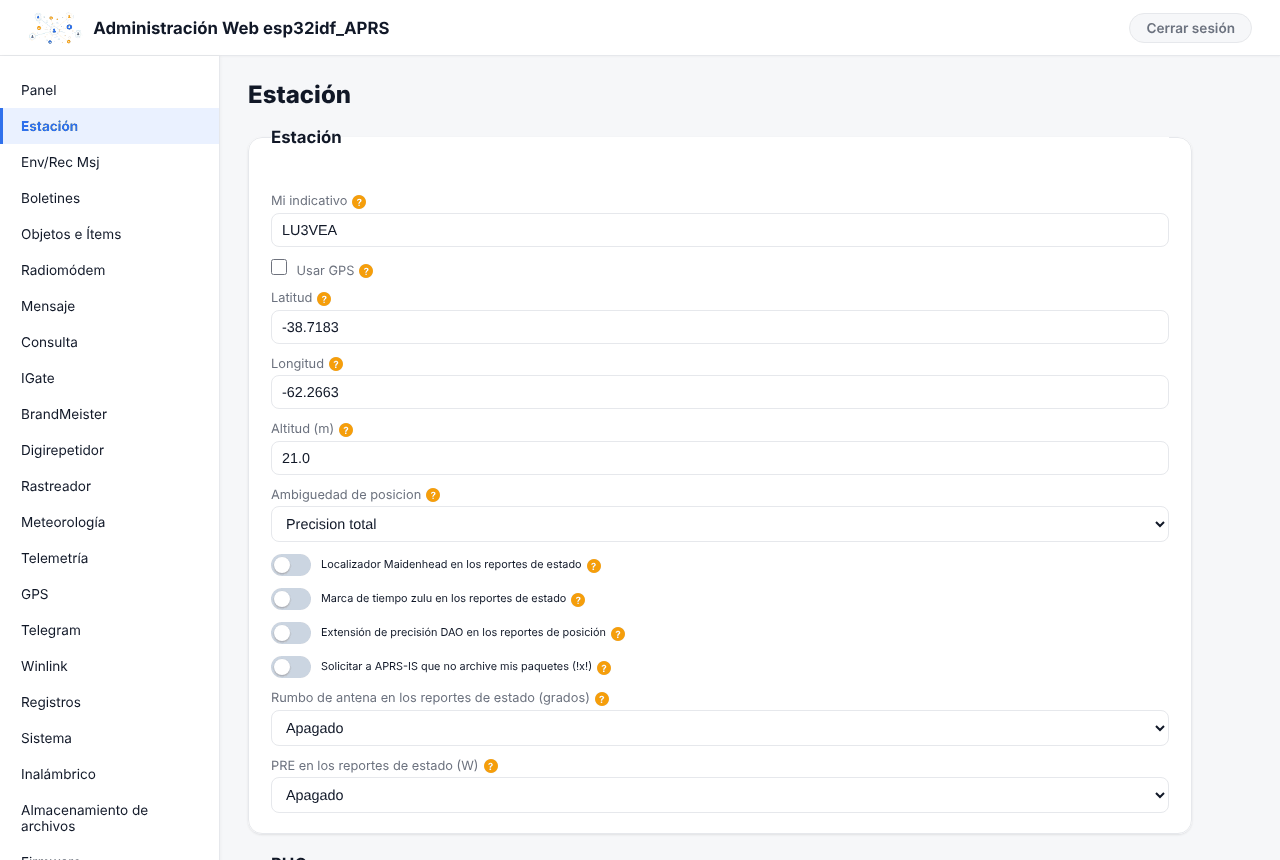 Administración Web esp32idf_APRS
Cerrar sesión
Panel
Estación
Env/Rec Msj
Boletines
Objetos e Ítems
Radiomódem
Mensaje
Consulta
IGate
BrandMeister
Digirepetidor
Rastreador
Meteorología
Telemetría
GPS
Telegram
Winlink
Registros
Sistema
Inalámbrico
Almacenamiento de
archivos
Estación
Estación
Mi indicativo ?
LU3VEA
Usar GPS ?
Latitud ?
-38.7183
Longitud ?
-62.2663
Altitud (m) ?
21.0
Ambiguedad de posicion ?
Precision total
Localizador Maidenhead en los reportes de estado ?
Marca de tiempo zulu en los reportes de estado ?
Extensión de precisión DAO en los reportes de posición ?
Solicitar a APRS-IS que no archive mis paquetes (!x!) ?
Rumbo de antena en los reportes de estado (grados) ?
Apagado
PRE en los reportes de estado (W) ?
Apagado